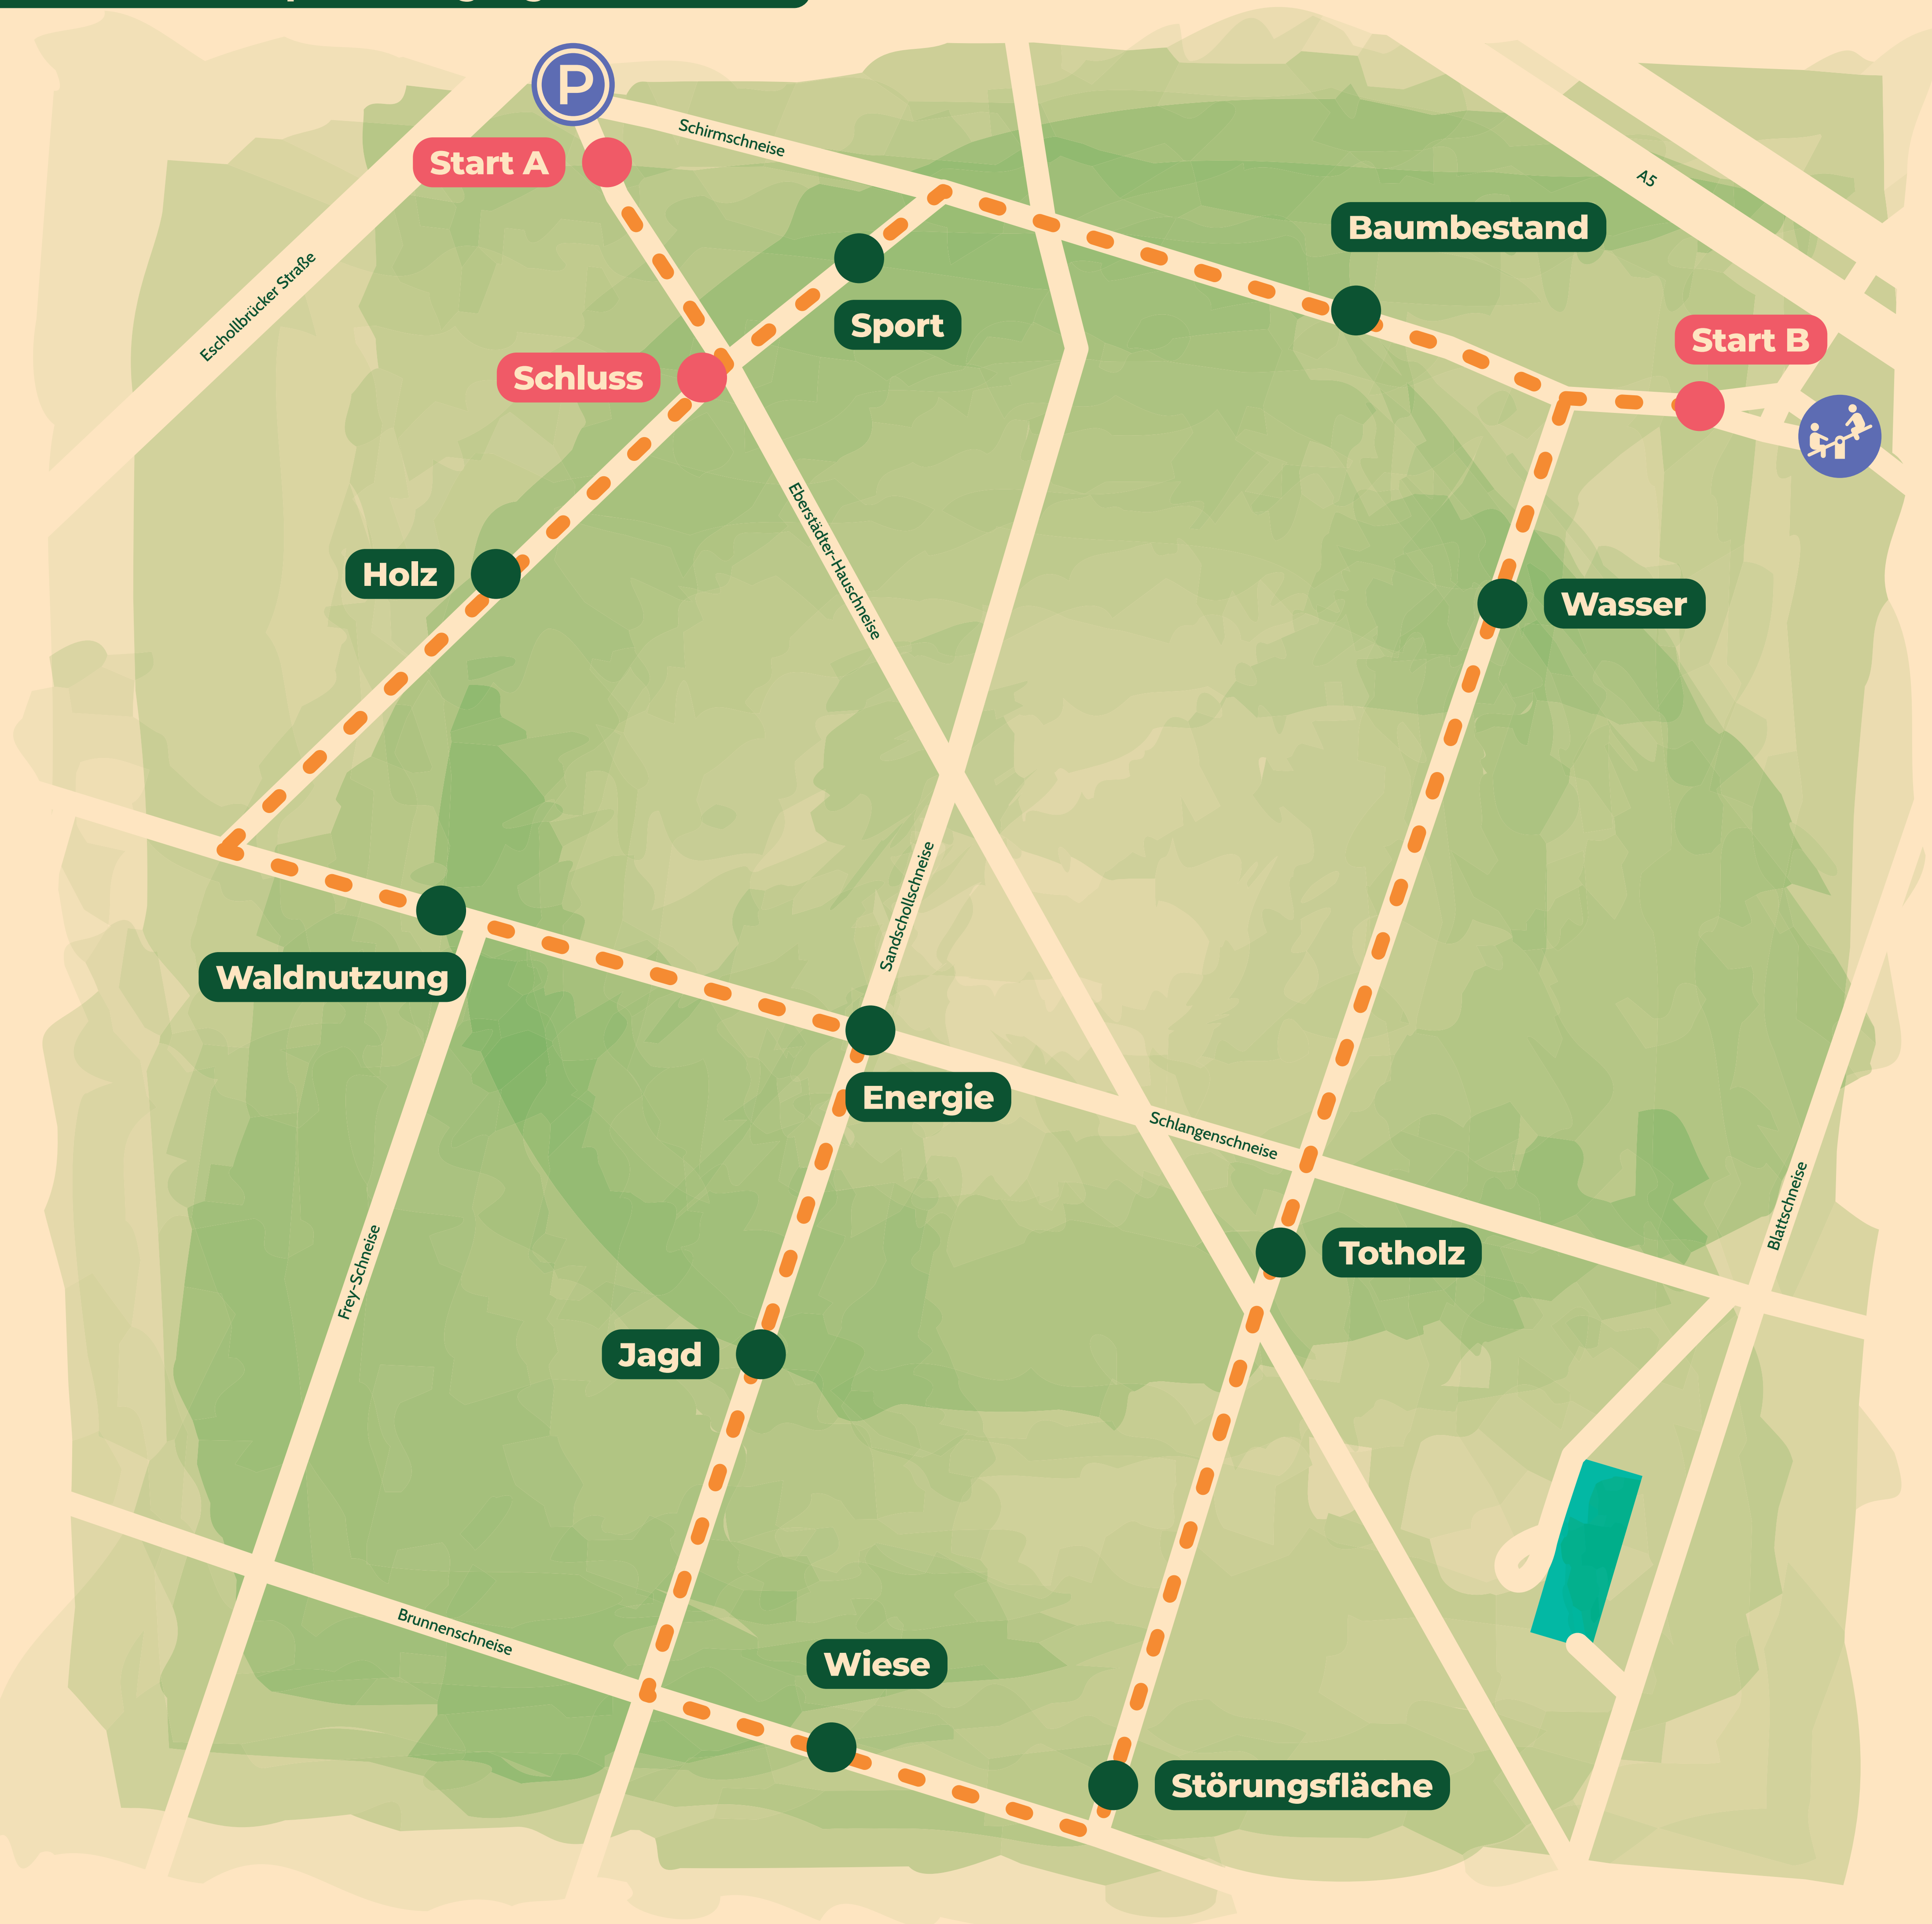 P
Schirmschneise
Start A
A5
Baumbestand
Eschollbrücker Straße
Sport
Start B
Schluss
Eberstädter-Hauschneise
Holz
Wasser
Sandschollschneise
Waldnutzung
Energie
Schlangenschneise
Blattschneise
Totholz
Frey-Schneise
Jagd
Brunnenschneise
Wiese
Störungsfläche